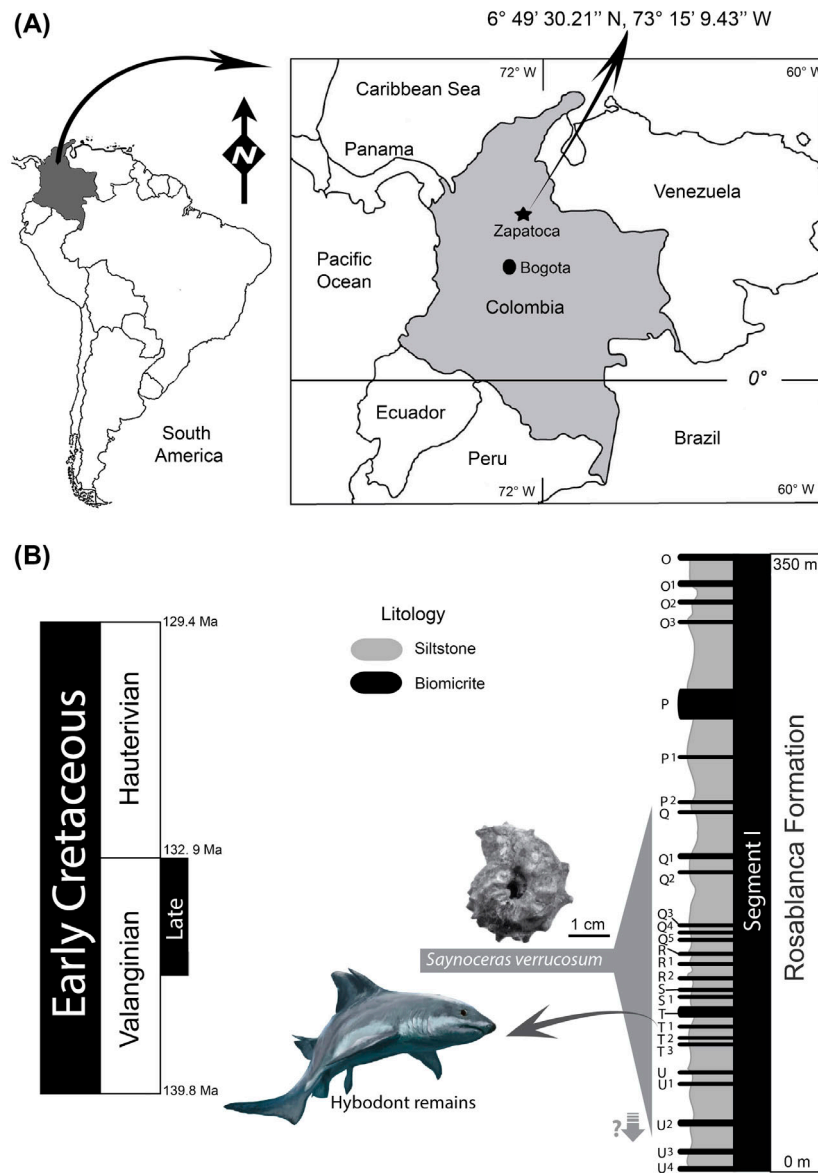 (A)
6° 49' 30.21'' N, 73° 15' 9.43'' W
72° W
60° W
Caribbean Sea
Panama
Venezuela
N
Zapatoca
Pacific
Ocean
Bogota
Colombia
0°
Ecuador
Brazil
South
America
Peru
72° W
60° W
(B)
O
350 m
O1
129.4 Ma
Litology
O2
O3
Siltstone
Biomicrite
Early Cretaceous
Hauterivian
P
P1
P2
Q
132. 9 Ma
Q1
Q2
Segment I
Rosablanca Formation
Late
1 cm
Q3
Q4
Q5
Saynoceras verrucosum
R
R1
R2
Valanginian
S
S1
T
T1
T2
T3
Hybodont remains
U
U1
139.8 Ma
?
U2
U3
0 m
U4